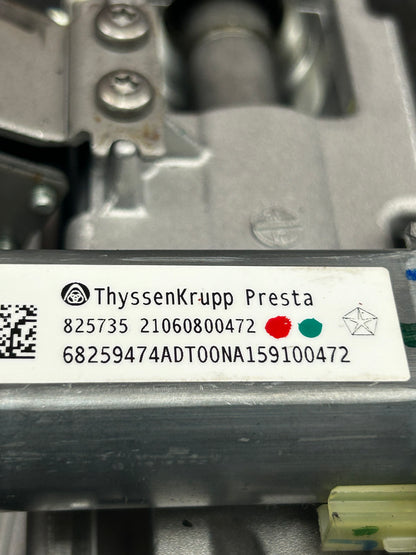 ThyssenKrupp Presta
825735 21060800472
68259474ADT00NA159100472